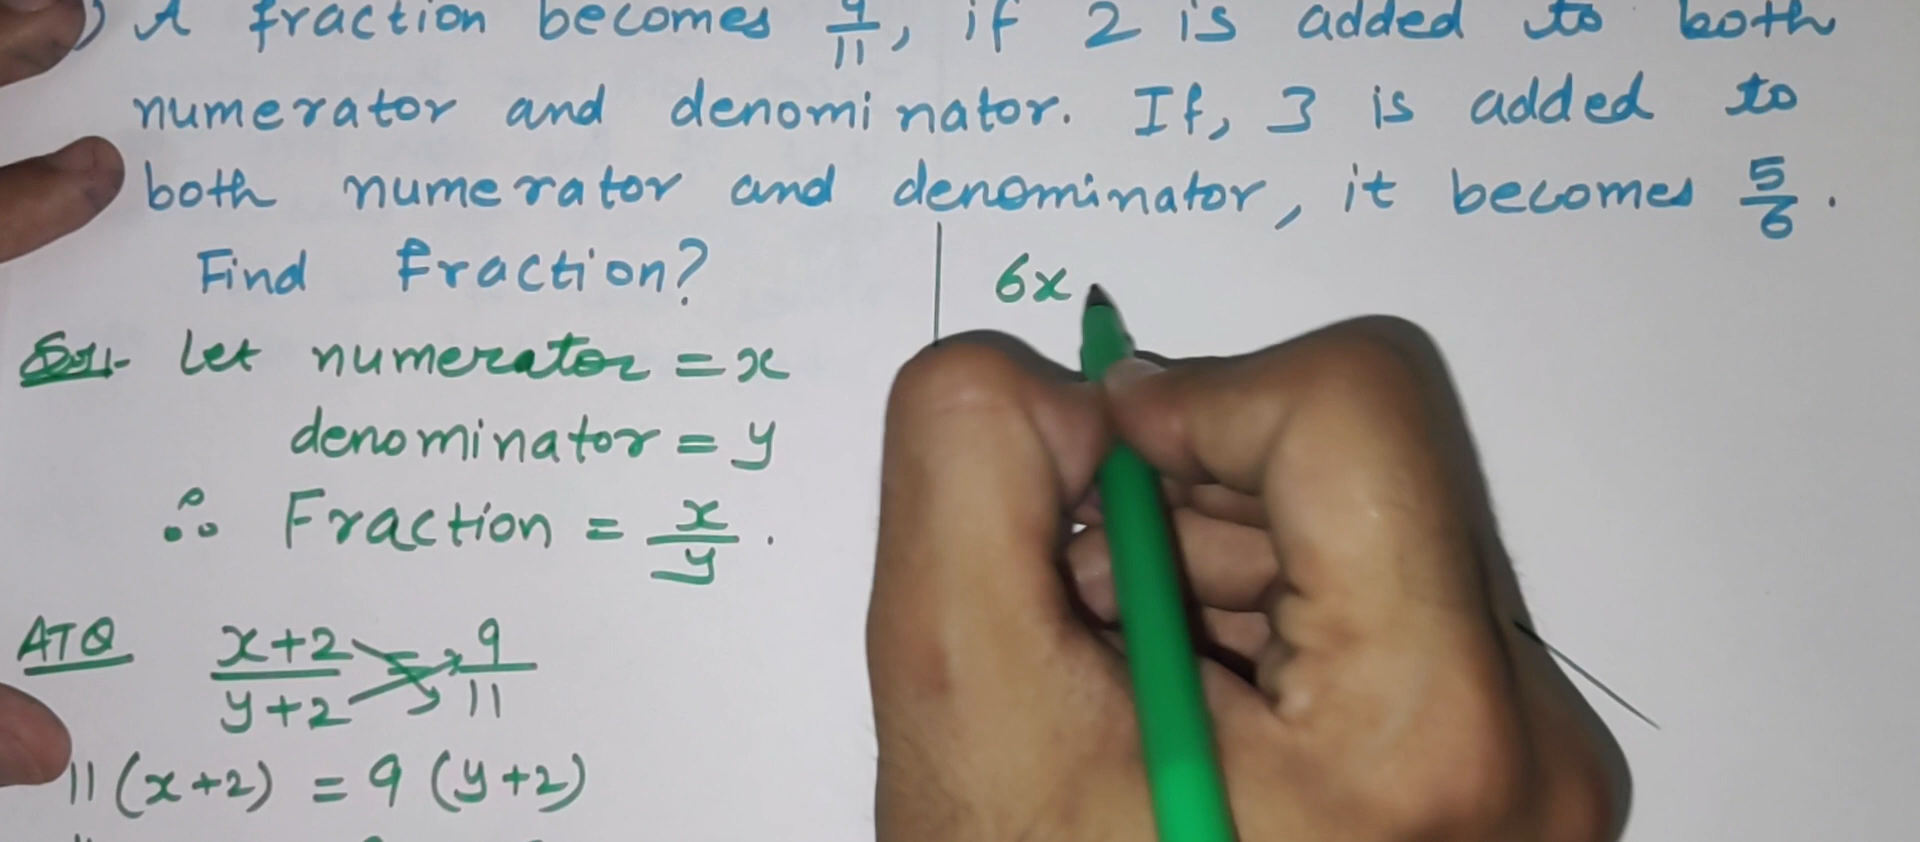 ) A fraction becomes 9/11, if 2 is added to both
numerator and denominator. If, 3 is added to
both numerator and denominator, it becomes 5/6.
Find Fraction?
Sol- Let numerator = x
denominator = y
∴ Fraction = x/y.
ATQ (x+2)/(y+2) = 9/11
11(x+2) = 9(y+2)
6x